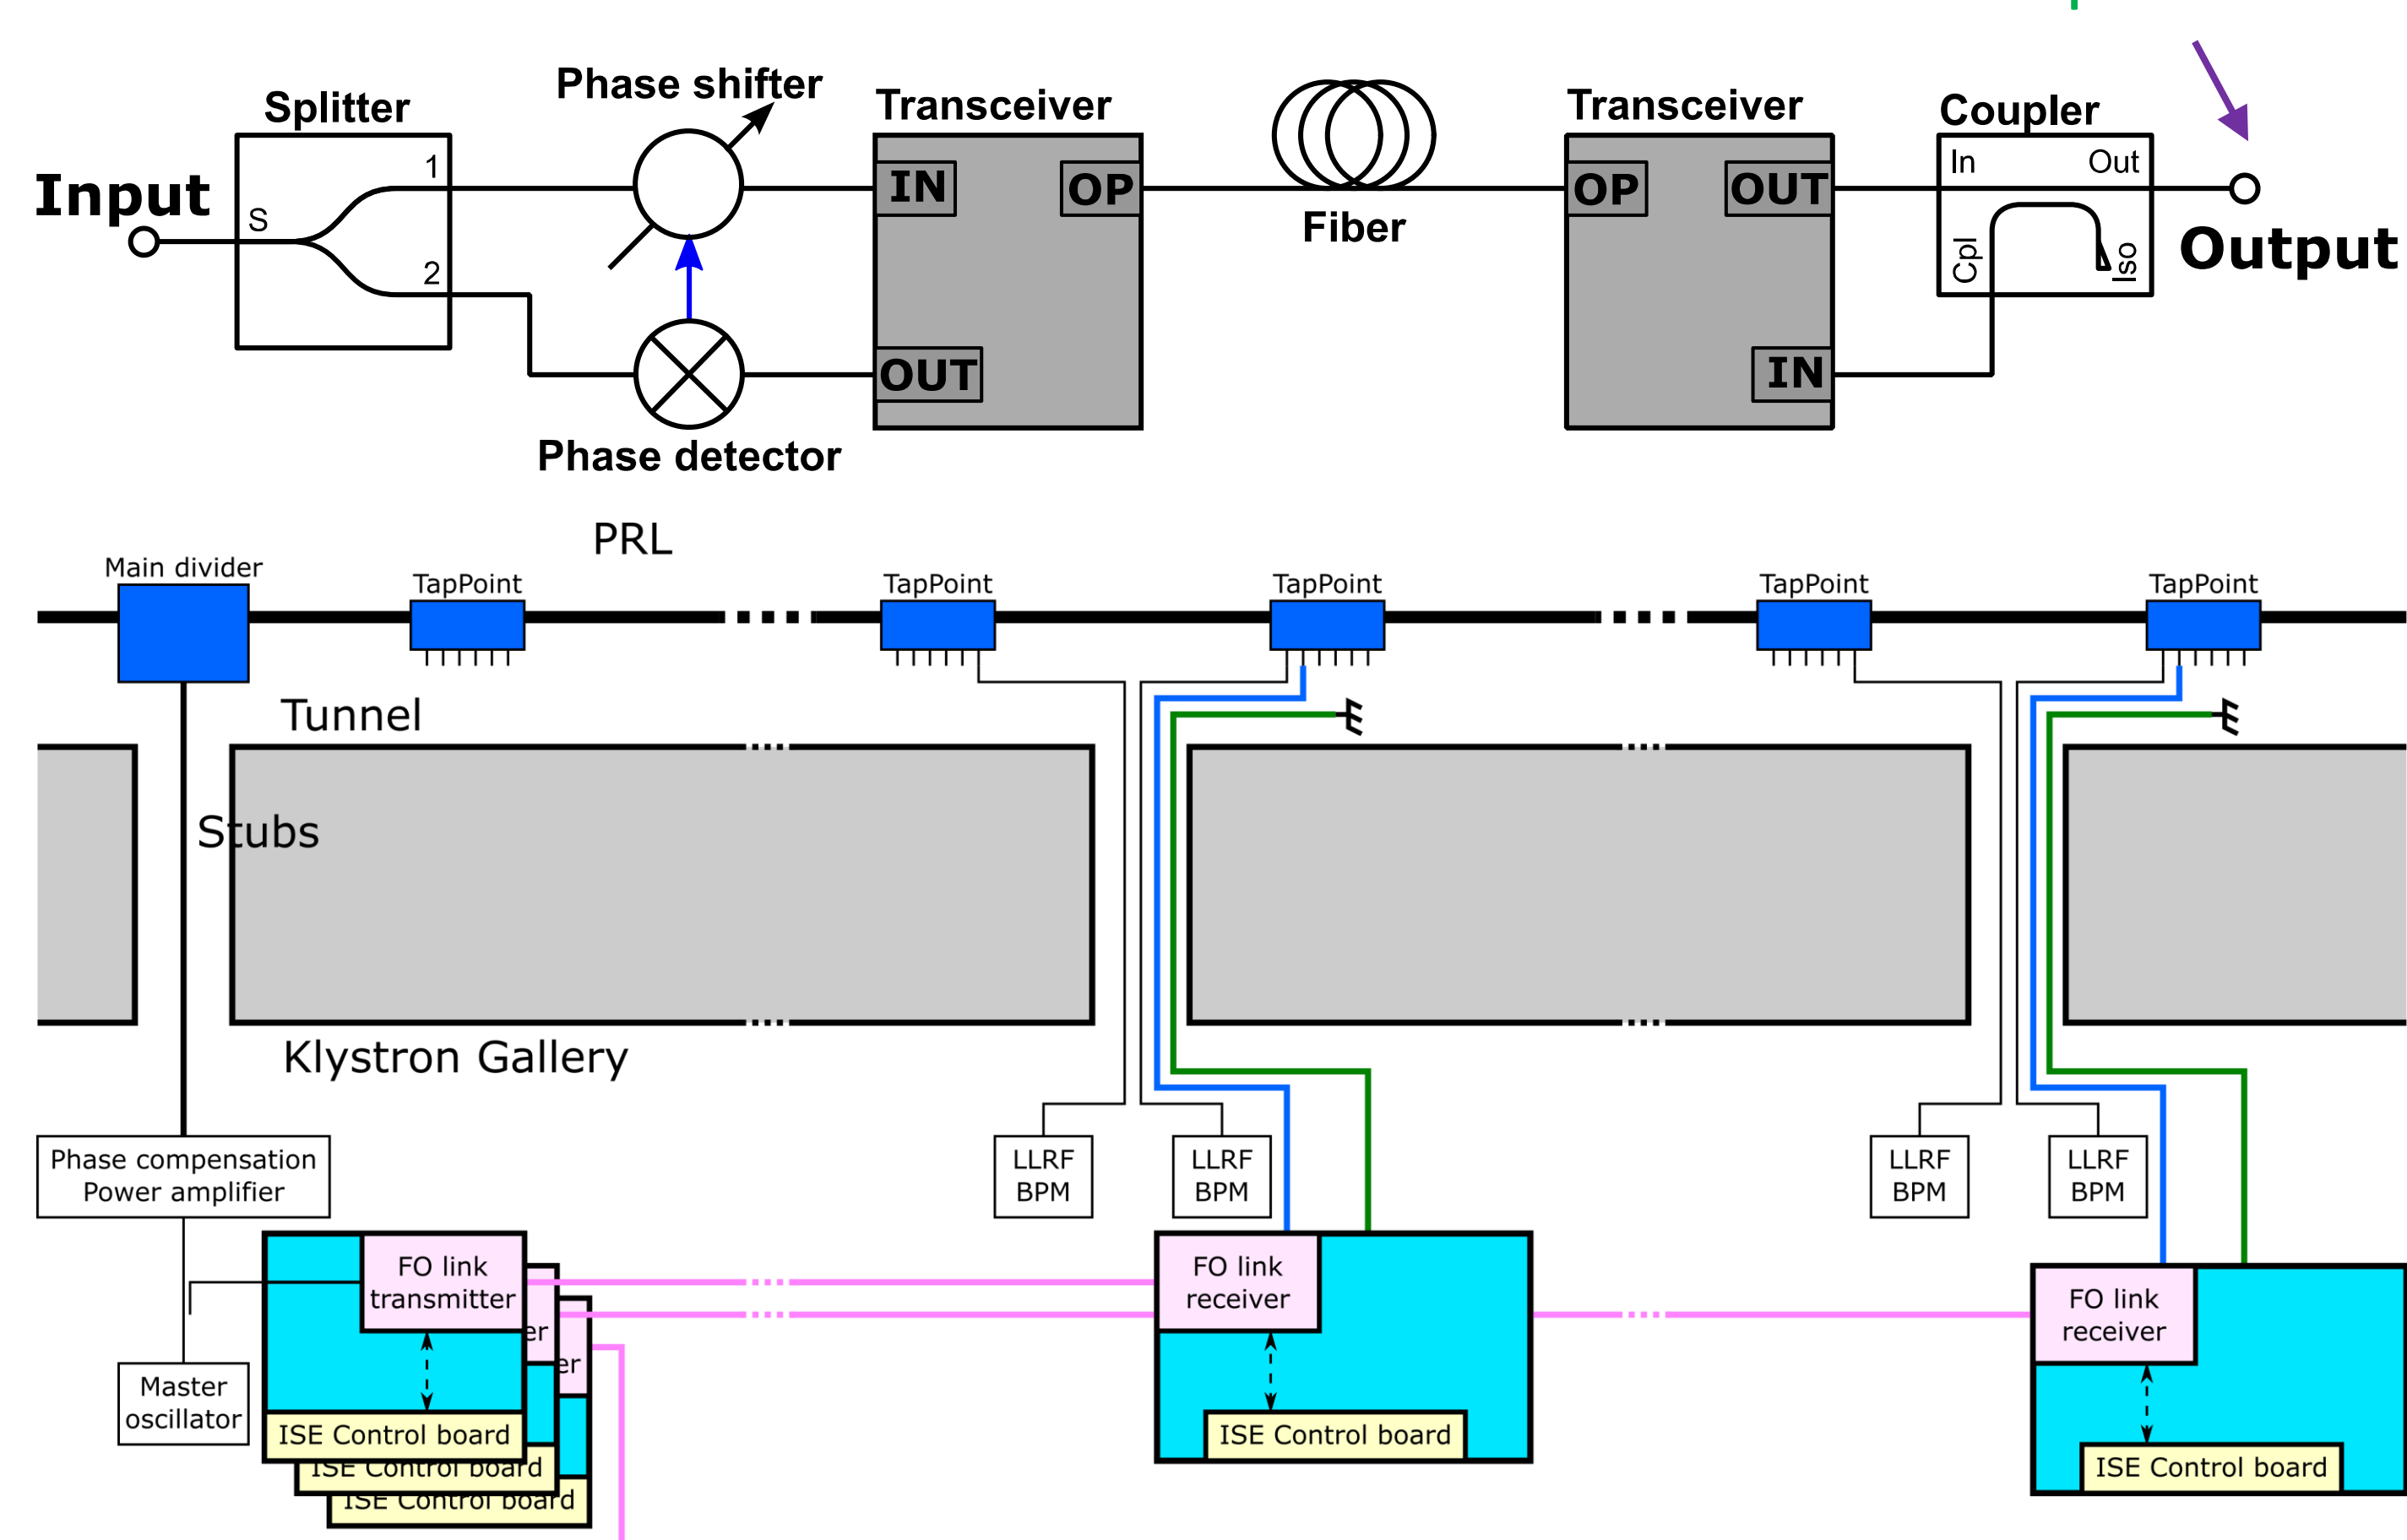 Phase shifter
Splitter
Transceiver
Transceiver
Coupler
Input
S
1
2
IN
OP
OP
OUT
In
Out
Fiber
Cpl
Iso
Output
OUT
IN
Phase detector
PRL
Main divider
TapPoint
TapPoint
TapPoint
TapPoint
TapPoint
Tunnel
Stubs
Klystron Gallery
Phase compensation
Power amplifier
LLRF
BPM
LLRF
BPM
LLRF
BPM
LLRF
BPM
FO link
transmitter
er
er
FO link
receiver
FO link
receiver
Master
oscillator
ISE Control board
ISE Control board
ISE Control board
ISE Control board
ISE Control board